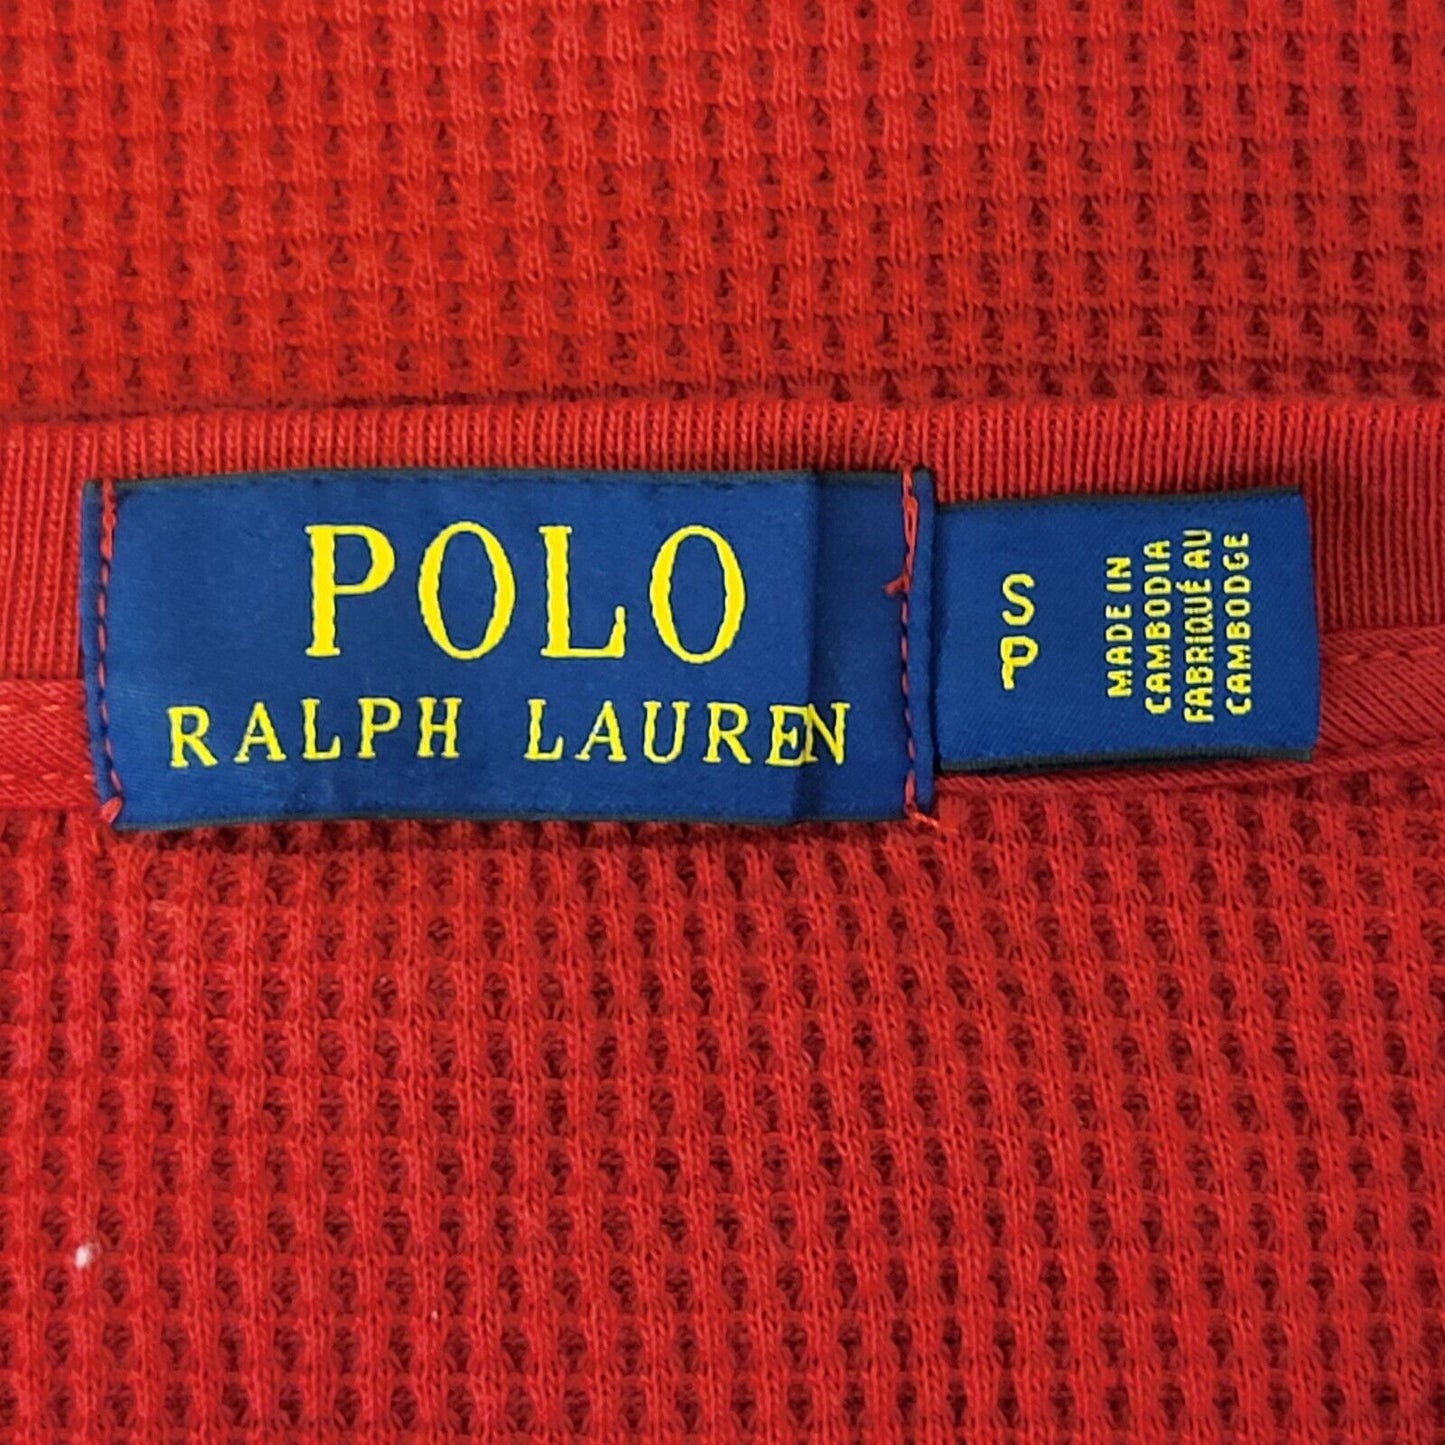 POLO
RALPH LAUREN
S
P
MADE IN
CAMBODIA
FABRIQUÉ AU
CAMBODGE